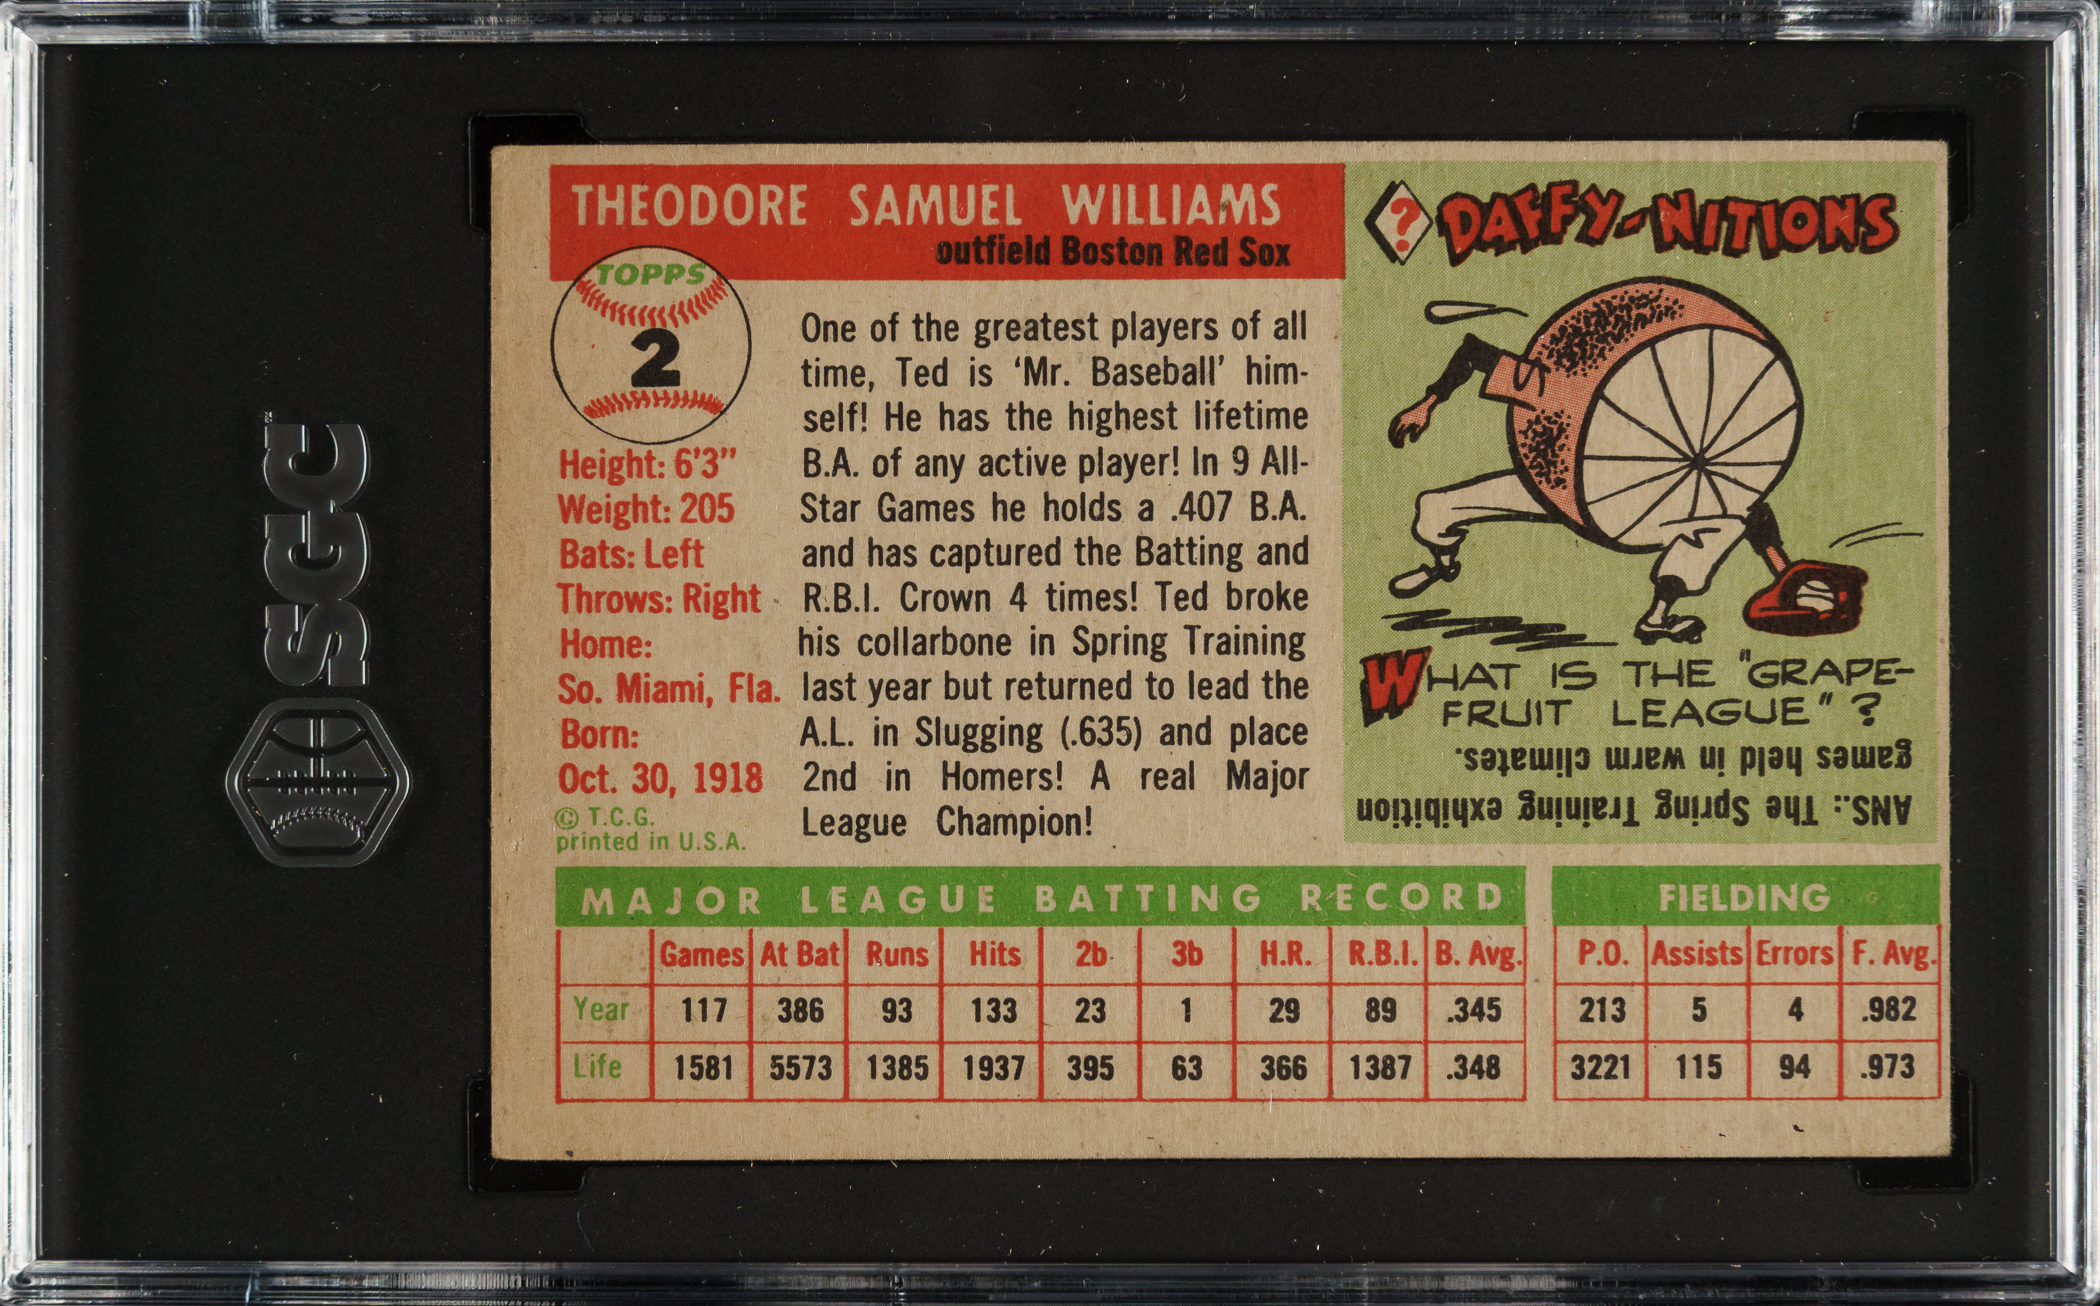 SGC
THEODORE SAMUEL WILLIAMS
outfield Boston Red Sox
TOPPS
2
Height: 6'3"
Weight: 205
Bats: Left
Throws: Right
Home:
So. Miami, Fla.
Born:
Oct. 30, 1918
© T.C.G.
printed in U.S.A.
One of the greatest players of all
time, Ted is 'Mr. Baseball' him-
self! He has the highest lifetime
B.A. of any active player! In 9 All-
Star Games he holds a .407 B.A.
and has captured the Batting and
R.B.I. Crown 4 times! Ted broke
his collarbone in Spring Training
last year but returned to lead the
A.L. in Slugging (.635) and place
2nd in Homers! A real Major
League Champion!
? DAFFY-NITIONS
WHAT IS THE "GRAPE-
FRUIT LEAGUE"?
ANS.: The Spring Training exhibition
games held in warm climates.
MAJOR LEAGUE BATTING RECORD
Games At Bat Runs Hits 2b 3b H.R. R.B.I. B. Avg.
Year 117 386 93 133 23 1 29 89 .345
Life 1581 5573 1385 1937 395 63 366 1387 .348
FIELDING
P.O. Assists Errors F. Avg.
213 5 4 .982
3221 115 94 .973